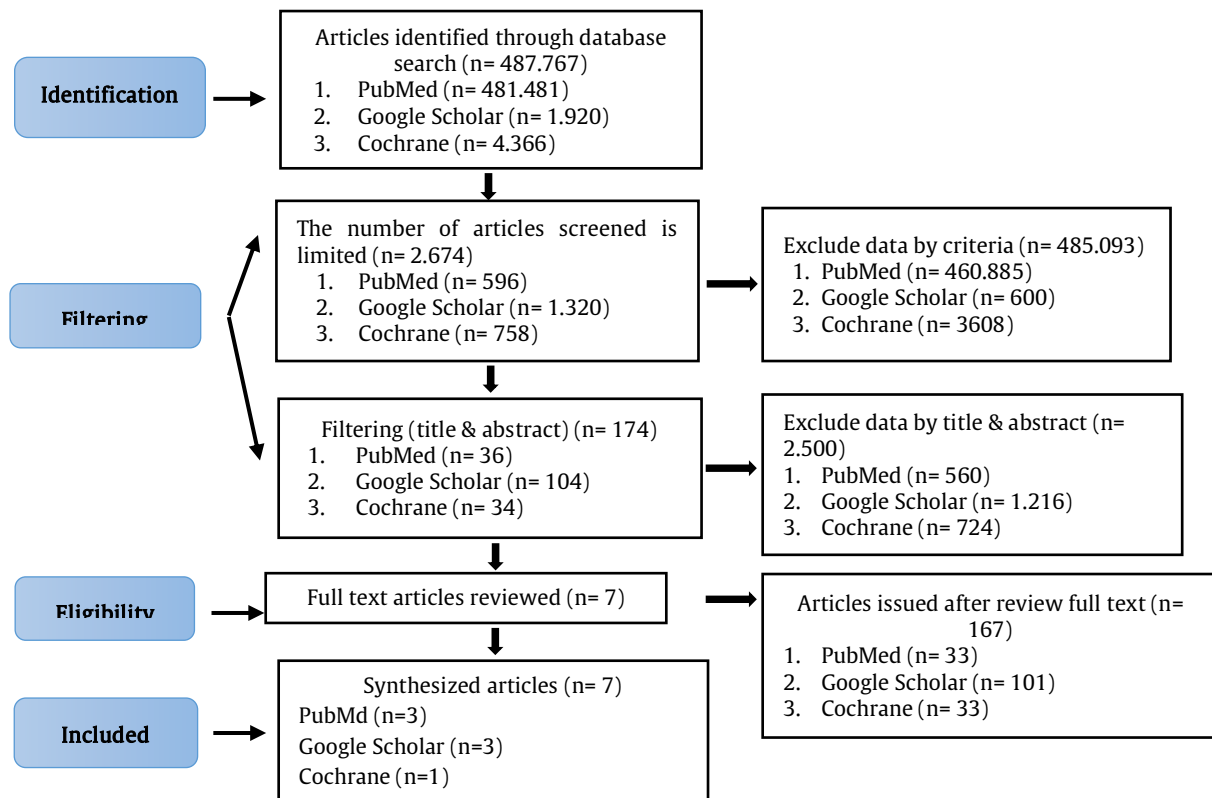 Identification
Articles identified through database
search (n= 487.767)
1. PubMed (n= 481.481)
2. Google Scholar (n= 1.920)
3. Cochrane (n= 4.366)
Filtering
The number of articles screened is
limited (n= 2.674)
1. PubMed (n= 596)
2. Google Scholar (n= 1.320)
3. Cochrane (n= 758)
Exclude data by criteria (n= 485.093)
1. PubMed (n= 460.885)
2. Google Scholar (n= 600)
3. Cochrane (n= 3608)
Filtering (title & abstract) (n= 174)
1. PubMed (n= 36)
2. Google Scholar (n= 104)
3. Cochrane (n= 34)
Exclude data by title & abstract (n=
2.500)
1. PubMed (n= 560)
2. Google Scholar (n= 1.216)
3. Cochrane (n= 724)
Eligibility
Full text articles reviewed (n= 7)
Articles issued after review full text (n=
167)
1. PubMed (n= 33)
2. Google Scholar (n= 101)
3. Cochrane (n= 33)
Included
Synthesized articles (n= 7)
PubMd (n=3)
Google Scholar (n=3)
Cochrane (n=1)